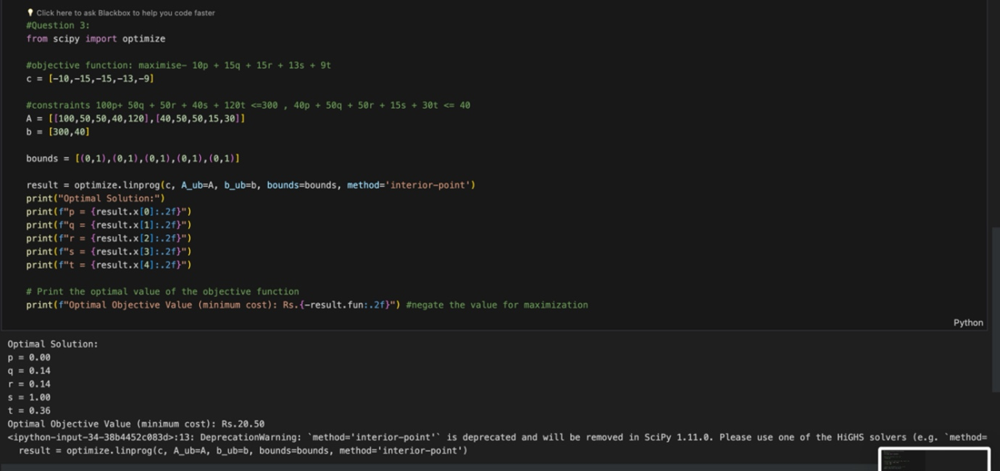 Click here to ask Blackbox to help you code faster
#Question 3:
from scipy import optimize
#objective function: maximise- 10p + 15q + 15r + 13s + 9t
c = [-10,-15,-15,-13,-9]
#constraints 100p+ 50q + 50r + 40s + 120t <=300 , 40p + 50q + 50r + 15s + 30t <= 40
A = [[100,50,50,40,120],[40,50,50,15,30]]
b = [300,40]
bounds = [(0,1),(0,1),(0,1),(0,1),(0,1)]
result = optimize.linprog(c, A_ub=A, b_ub=b, bounds=bounds, method='interior-point')
print("Optimal Solution:")
print(f"p = {result.x[0]:.2f}")
print(f"q = {result.x[1]:.2f}")
print(f"r = {result.x[2]:.2f}")
print(f"s = {result.x[3]:.2f}")
print(f"t = {result.x[4]:.2f}")
# Print the optimal value of the objective function
print(f"Optimal Objective Value (minimum cost): Rs.{-result.fun:.2f}") #negate the value for maximization
Python
Optimal Solution:
p = 0.00
q = 0.14
r = 0.14
s = 1.00
t = 0.36
Optimal Objective Value (minimum cost): Rs.20.50
<ipython-input-34-38b4452c083d>:13: DeprecationWarning: `method='interior-point'` is deprecated and will be removed in SciPy 1.11.0. Please use one of the HiGHS solvers (e.g. `method=
result = optimize.linprog(c, A_ub=A, b_ub=b, bounds=bounds, method='interior-point')